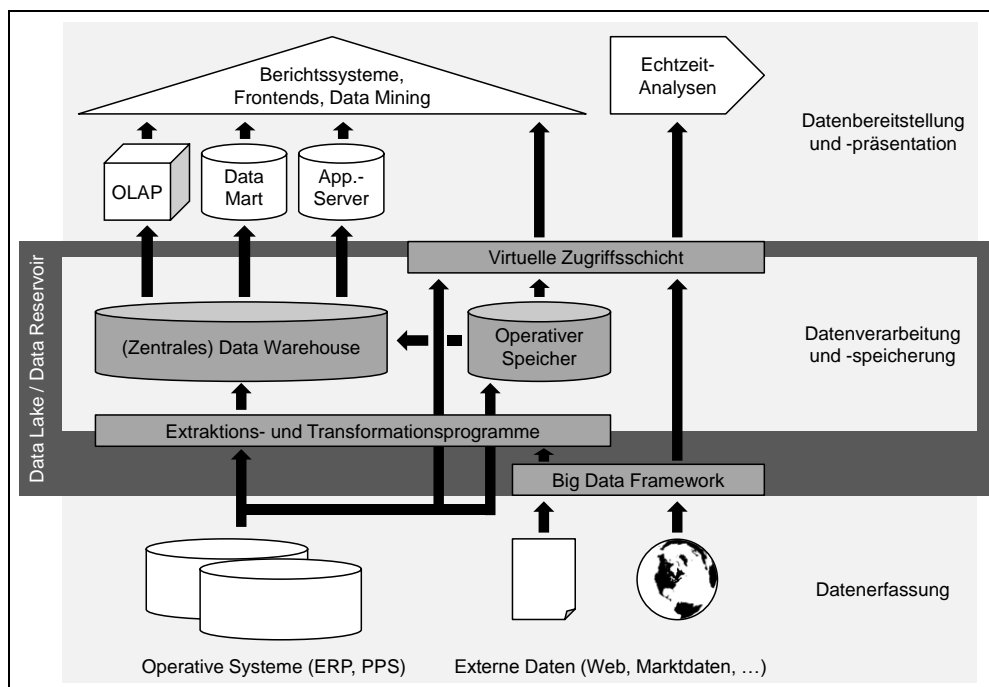 Berichtssysteme,
Frontends, Data Mining
Echtzeit-
Analysen
Datenbereitstellung
und -präsentation
OLAP
Data
Mart
App.-
Server
Virtuelle Zugriffsschicht
Data Lake / Data Reservoir
(Zentrales) Data Warehouse
Operativer
Speicher
Datenverarbeitung
und -speicherung
Extraktions- und Transformationsprogramme
Big Data Framework
Datenerfassung
Operative Systeme (ERP, PPS)
Externe Daten (Web, Marktdaten, …)